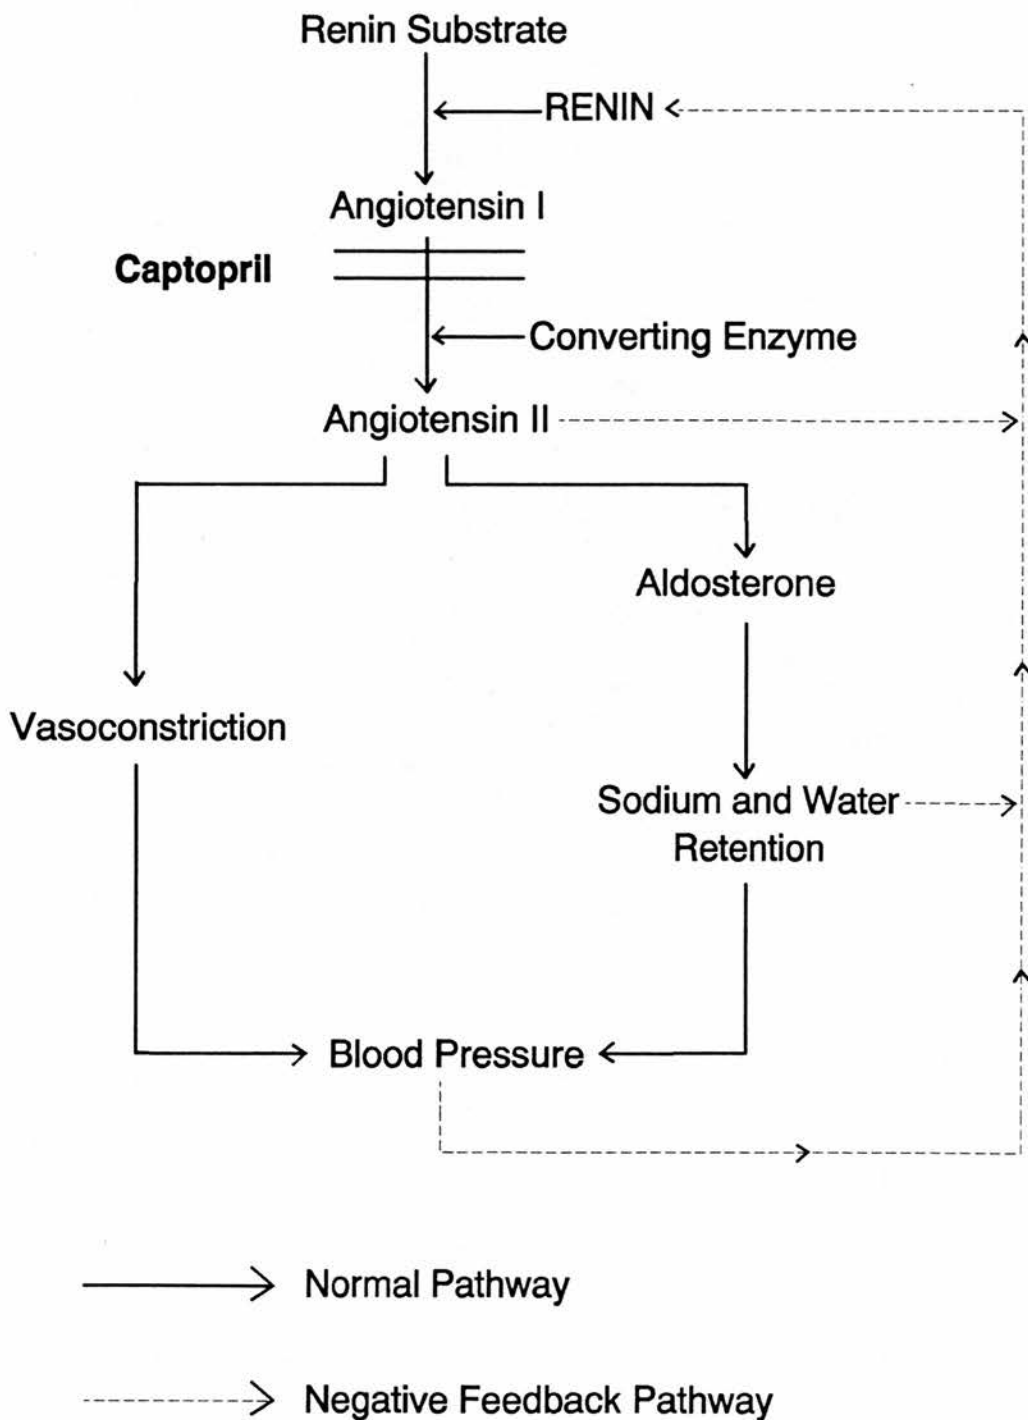 Renin Substrate
RENIN
Angiotensin I
Captopril
Converting Enzyme
Angiotensin II
Aldosterone
Vasoconstriction
Sodium and Water
Retention
Blood Pressure
Normal Pathway
Negative Feedback Pathway